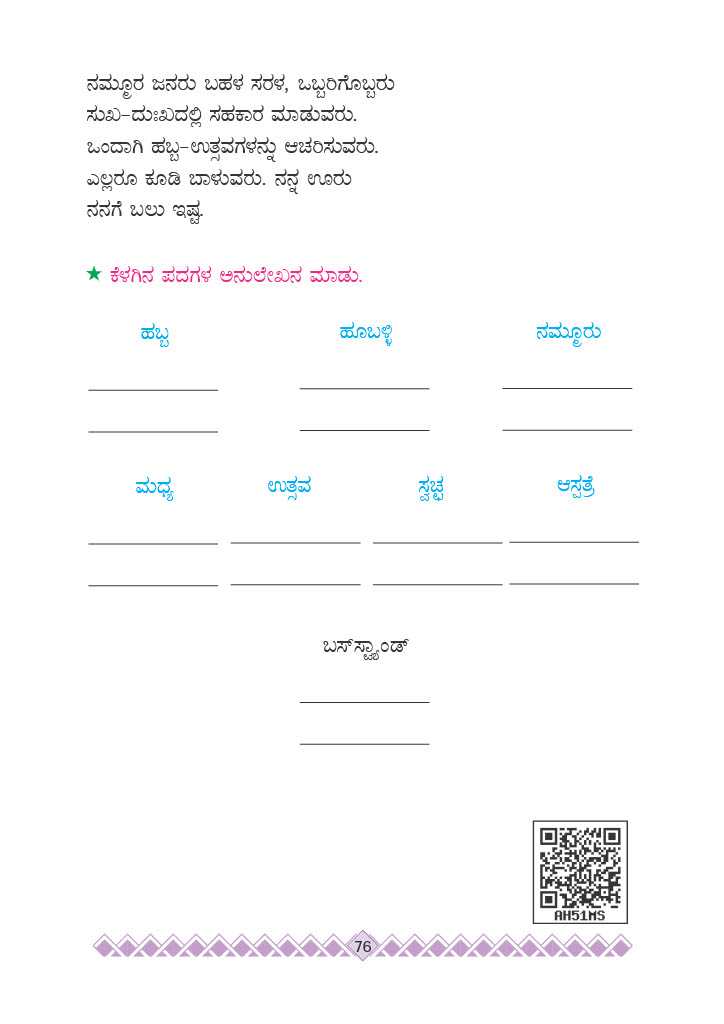 ನಮ್ಮೂರ ಜನರು ಬಹಳ ಸರಳ, ಒಬ್ಬರಿಗೊಬ್ಬರು
ಸುಖ-ದುಃಖದಲ್ಲಿ ಸಹಕಾರ ಮಾಡುವರು.
ಒಂದಾಗಿ ಹಬ್ಬ-ಉತ್ಸವಗಳನ್ನು ಆಚರಿಸುವರು.
ಎಲ್ಲರೂ ಕೂಡಿ ಬಾಳುವರು. ನನ್ನ ಊರು
ನನಗೆ ಬಲು ಇಷ್ಟ.
★ ಕೆಳಗಿನ ಪದಗಳ ಅನುಲೇಖನ ಮಾಡು.
ಹಬ್ಬ ಹೂಬಳ್ಳಿ ನಮ್ಮೂರು
ಮಧ್ಯ ಉತ್ಸವ ಸ್ವಚ್ಛ ಆಸ್ಪತ್ರೆ
ಬಸ್‌ಸ್ಟ್ಯಾಂಡ್
AH51MS
76